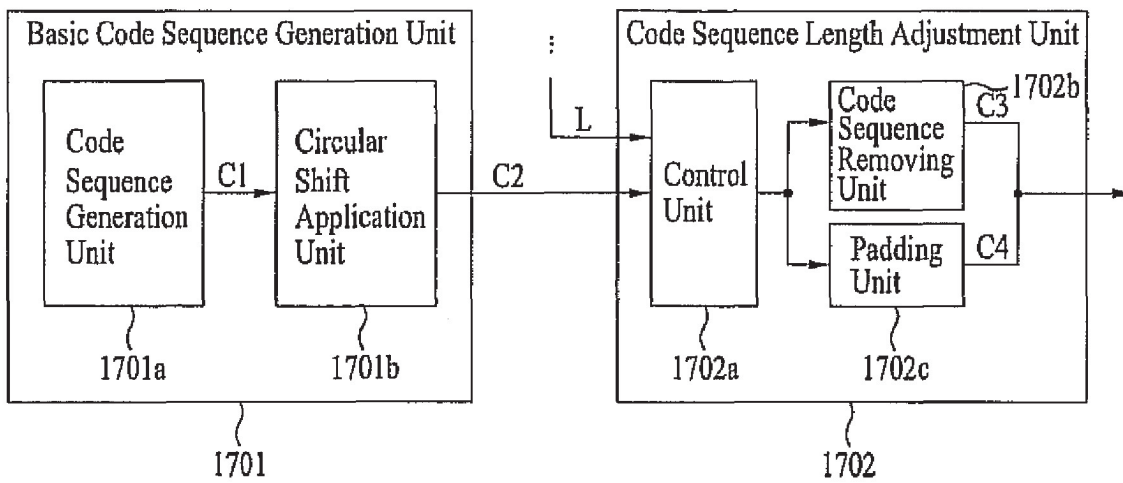 Basic Code Sequence Generation Unit
Code
Sequence
Generation
Unit
C1
Circular
Shift
Application
Unit
1701a
1701b
1701
C2
L
Code Sequence Length Adjustment Unit
Control
Unit
1702a
Code
Sequence
Removing
Unit
1702b
C3
Padding
Unit
C4
1702c
1702